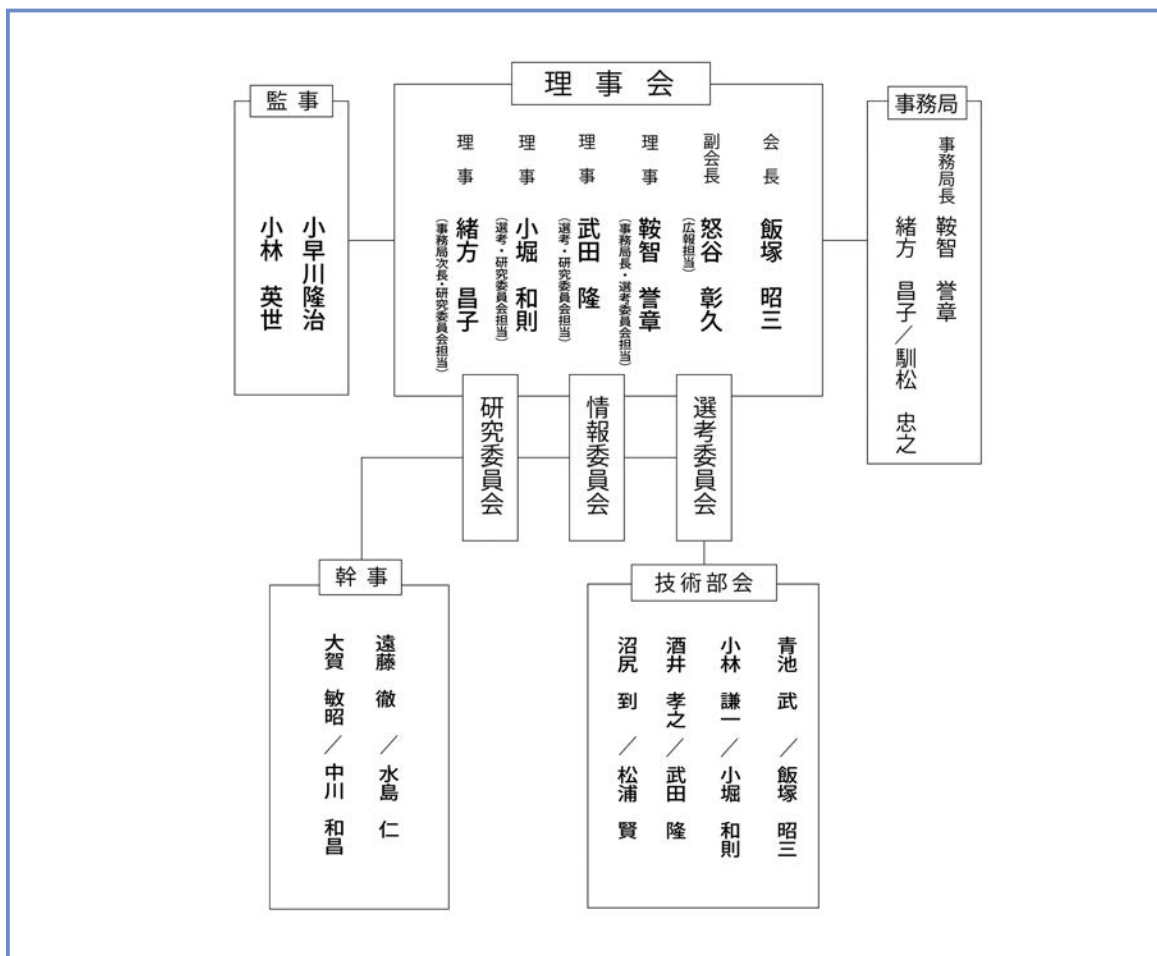 理事会
会長 飯塚 昭三
副会長 怒谷 彰久
(広報担当)
理事 鞍智 誉章
(事務局長・選考委員会担当)
理事 武田 隆
(選考・研究委員会担当)
理事 小堀 和則
(選考・研究委員会担当)
理事 緒方 昌子
(事務局次長・研究委員会担当)
監事
小早川隆治
小林 英世
事務局
事務局長 鞍智 誉章
緒方 昌子/馴松 忠之
選考委員会
情報委員会
研究委員会
幹事
遠藤 徹 / 水島 仁
大賀 敏昭 / 中川 和昌
技術部会
青池 武 / 飯塚 昭三
小林 謙一 / 小堀 和則
酒井 孝之 / 武田 隆
沼尻 到 / 松浦 賢